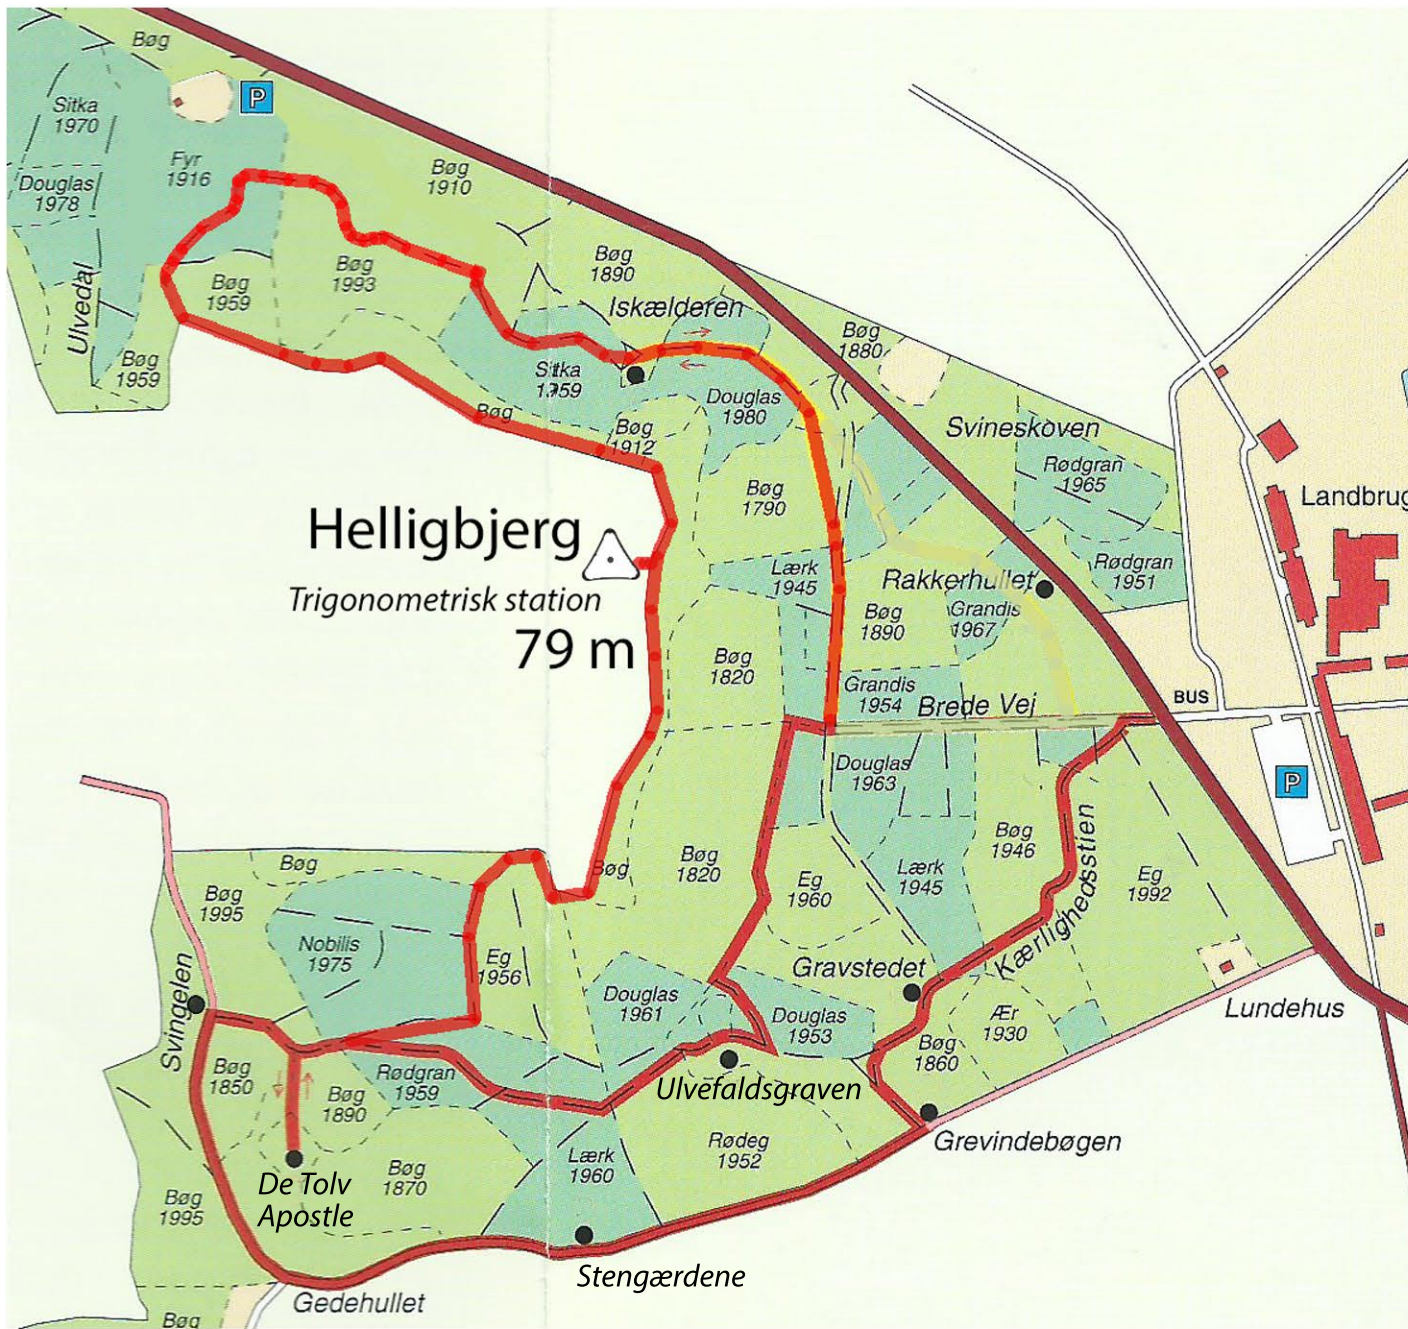 Bøg
P
Sitka
1970
Fyr
1916
Bøg
1910
Douglas
1978
Bøg
1890
Bøg
1993
Bøg
1959
Ulvedal
Iskælderen
Bøg
1880
Bøg
1959
Sitka
1959
Douglas
1980
Bøg
Bøg
1912
Svineskoven
Rødgran
1965
Bøg
1790
Landbrug
Helligbjerg
Trigonometrisk station
79 m
Lærk
1945
Rakkerhullet
Rødgran
1951
Bøg
1890
Grandis
1967
Bøg
1820
Grandis
1954
Brede Vej
BUS
Douglas
1963
P
Bøg
1946
Kærlighedsstien
Bøg
Bøg
1995
Bøg
Bøg
1820
Eg
1960
Lærk
1945
Eg
1992
Nobilis
1975
Eg
1956
Gravstedet
Svingelen
Douglas
1961
Douglas
1953
Ær
1930
Lundehus
Bøg
1850
Bøg
1890
Rødgran
1959
Ulvefaldsgraven
Bøg
1860
Grevindebøgen
Rødeg
1952
Lærk
1960
Bøg
1870
De Tolv
Apostle
Bøg
1995
Stengærdene
Gedehullet
Bøg